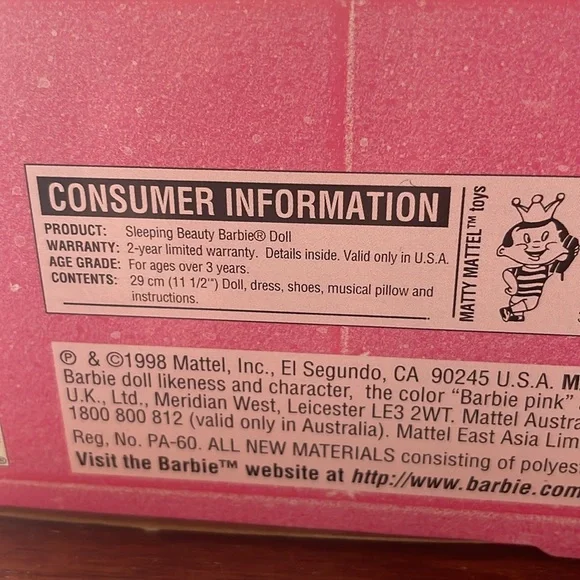 CONSUMER INFORMATION
PRODUCT: Sleeping Beauty Barbie® Doll
WARRANTY: 2-year limited warranty. Details inside. Valid only in U.S.A.
AGE GRADE: For ages over 3 years.
CONTENTS: 29 cm (11 1/2") Doll, dress, shoes, musical pillow and
instructions.
MATTY MATTEL™ toys
℗ & ©1998 Mattel, Inc., El Segundo, CA 90245 U.S.A.
Barbie doll likeness and character, the color "Barbie pink"
U.K., Ltd., Meridian West, Leicester LE3 2WT. Mattel
1800 800 812 (valid only in Australia). Mattel East Asia
Reg, No. PA-60. ALL NEW MATERIALS consisting of
Visit the Barbie™ website at http://www.barbie.com